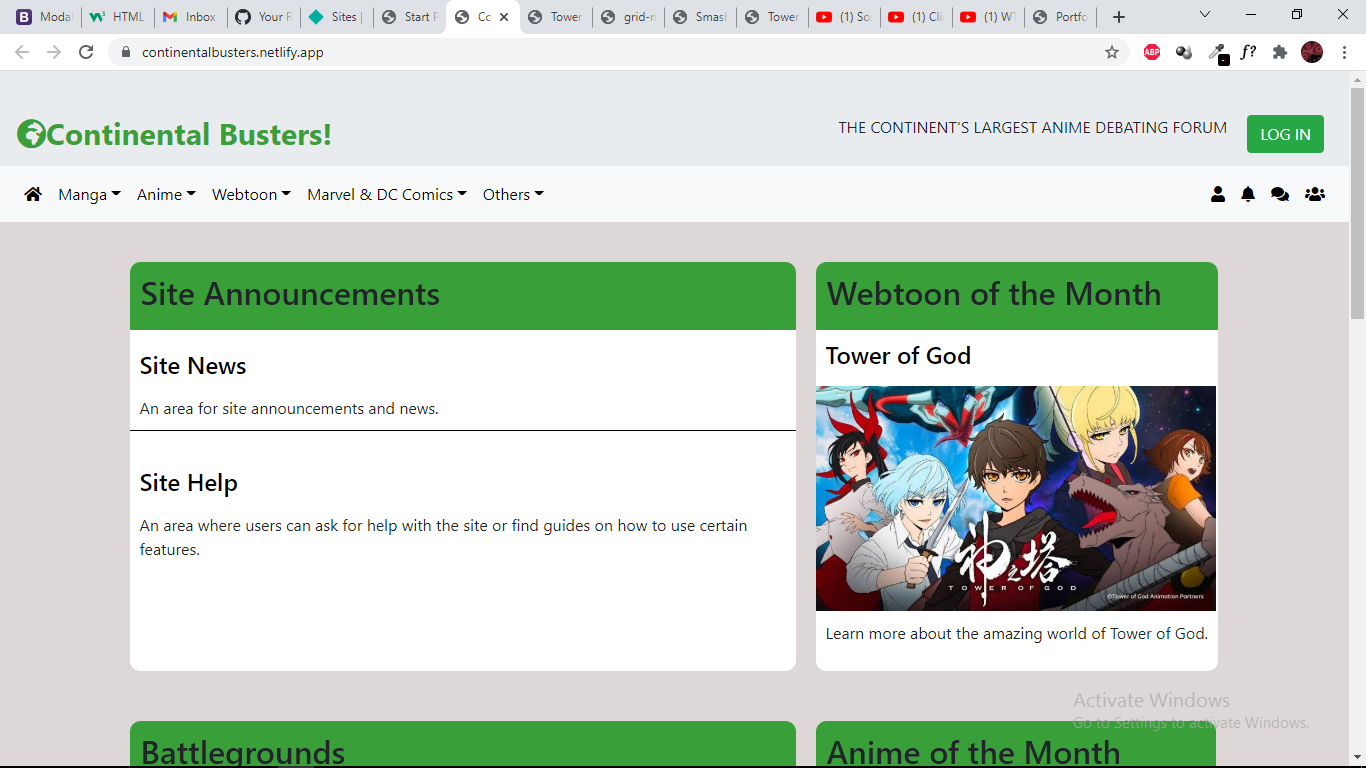 Modal
HTML
Inbox
Your R
Sites
Start P
Co
Tower
grid-n
Smash
Tower
(1) So
(1) Cli
(1) WT
Portfo
continentalbusters.netlify.app
ABP
f?
Continental Busters!
THE CONTINENT'S LARGEST ANIME DEBATING FORUM
LOG IN
Manga
Anime
Webtoon
Marvel & DC Comics
Others
Site Announcements
Site News
An area for site announcements and news.
Site Help
An area where users can ask for help with the site or find guides on how to use certain
features.
Webtoon of the Month
Tower of God
神之塔
TOWER OF GOD
©Tower of God Animation Partners
Learn more about the amazing world of Tower of God.
Activate Windows
Go to Settings to activate Windows.
Battlegrounds
Anime of the Month